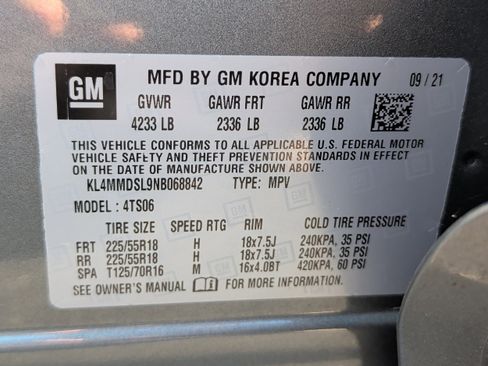 GM
MFD BY GM KOREA COMPANY 09 / 21
GVWR GAWR FRT GAWR RR
4233 LB 2336 LB 2336 LB
THIS VEHICLE CONFORMS TO ALL APPLICABLE U.S. FEDERAL MOTOR
VEHICLE SAFETY AND THEFT PREVENTION STANDARDS IN EFFECT
ON THE DATE OF MANUFACTURE SHOWN ABOVE.
KL4MMDSL9NB068842 TYPE: MPV
MODEL : 4TS06
TIRE SIZE SPEED RTG RIM COLD TIRE PRESSURE
FRT 225/55R18 H 18x7.5J 240KPA, 35 PSI
RR 225/55R18 H 18x7.5J 240KPA, 35 PSI
SPA T125/70R16 M 16x4.0BT 420KPA, 60 PSI
SEE OWNER'S MANUAL FOR MORE INFORMATION.